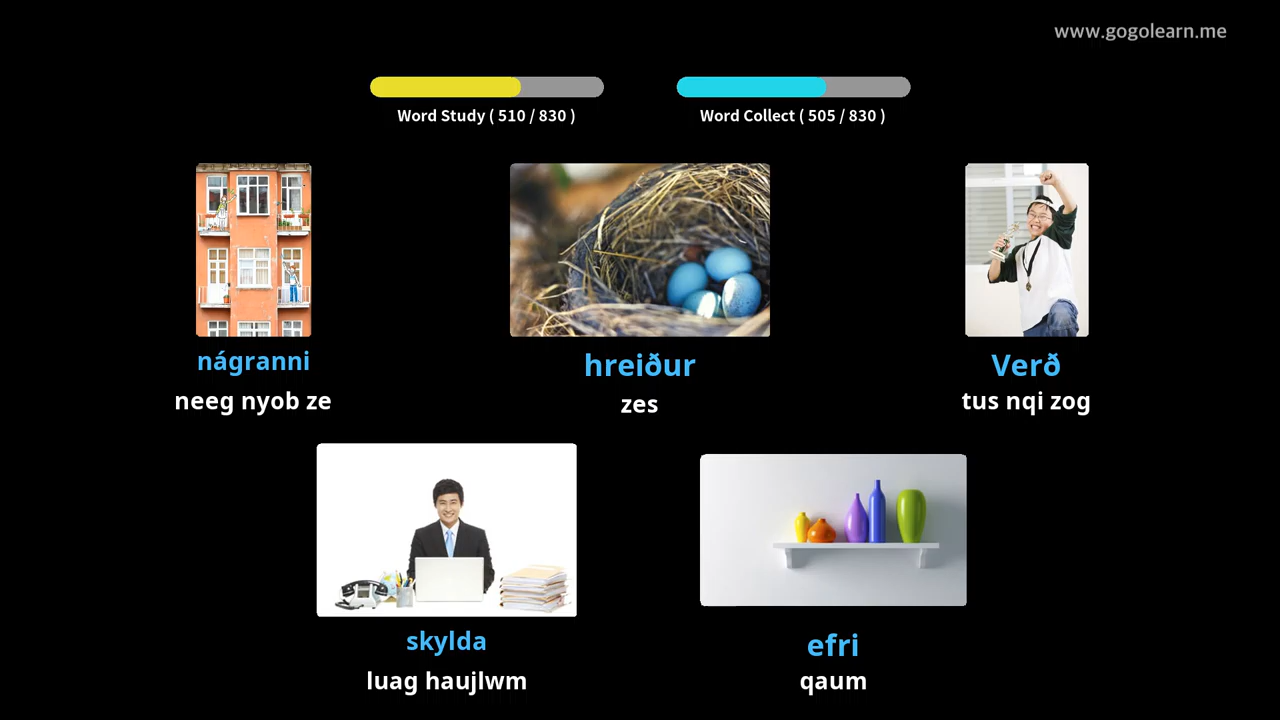 www.gogolearn.me
Word Study ( 510 / 830 )
Word Collect ( 505 / 830 )
nágranni
neeg nyob ze
hreiður
zes
Verð
tus nqi zog
skylda
luag haujlwm
efri
qaum